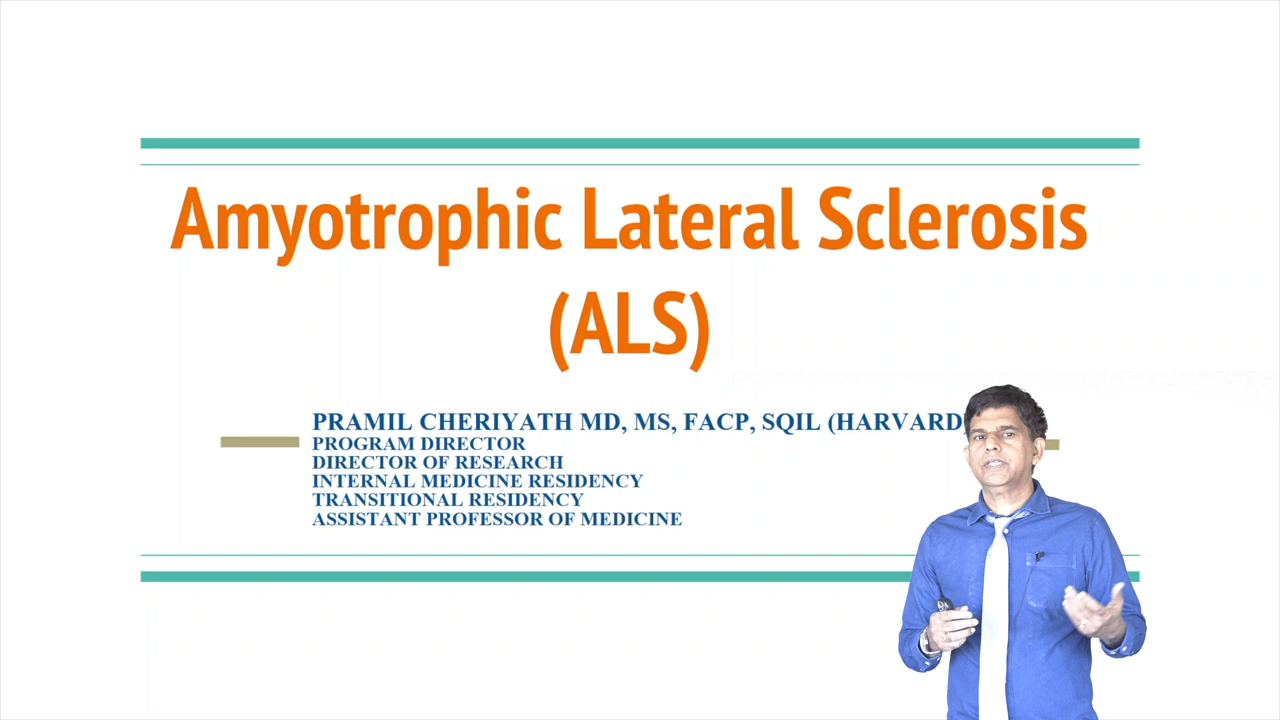 Amyotrophic Lateral Sclerosis
(ALS)
PRAMIL CHERIYATH MD, MS, FACP, SQIL (HARVARD
PROGRAM DIRECTOR
DIRECTOR OF RESEARCH
INTERNAL MEDICINE RESIDENCY
TRANSITIONAL RESIDENCY
ASSISTANT PROFESSOR OF MEDICINE